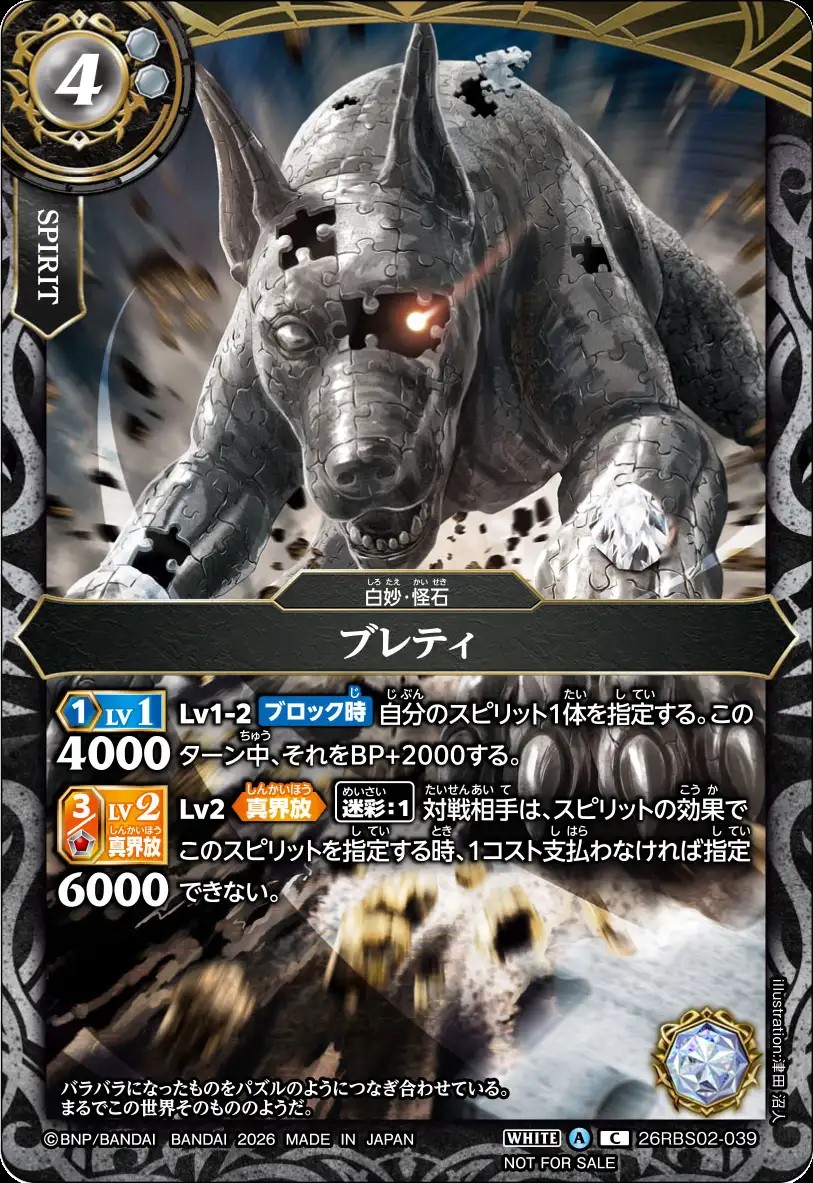 4
SPIRIT
しろたえ かいせき
白妙・怪石
ブレティ
1 LV1
4000
Lv1-2 ブロック時 自分のスピリット1体を指定する。この
ターン中、それをBP+2000する。
3 LV2
真界放
6000
Lv2 真界放 迷彩:1 対戦相手は、スピリットの効果で
このスピリットを指定する時、1コスト支払わなければ指定
できない。
バラバラになったものをパズルのようにつなぎ合わせている。
まるでこの世界そのもののようだ。
illustration:津田 沼人
©BNP/BANDAI BANDAI 2026 MADE IN JAPAN
WHITE A C 26RBS02-039
NOT FOR SALE